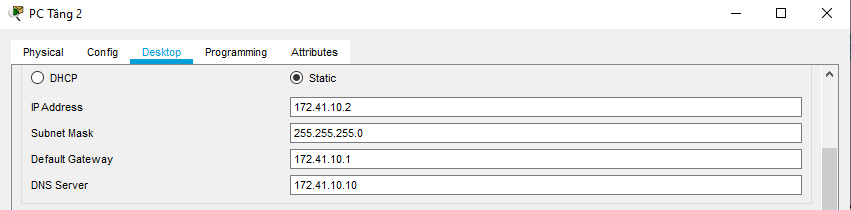 PC Tầng 2
Physical Config Desktop Programming Attributes
DHCP Static
IP Address 172.41.10.2
Subnet Mask 255.255.255.0
Default Gateway 172.41.10.1
DNS Server 172.41.10.10